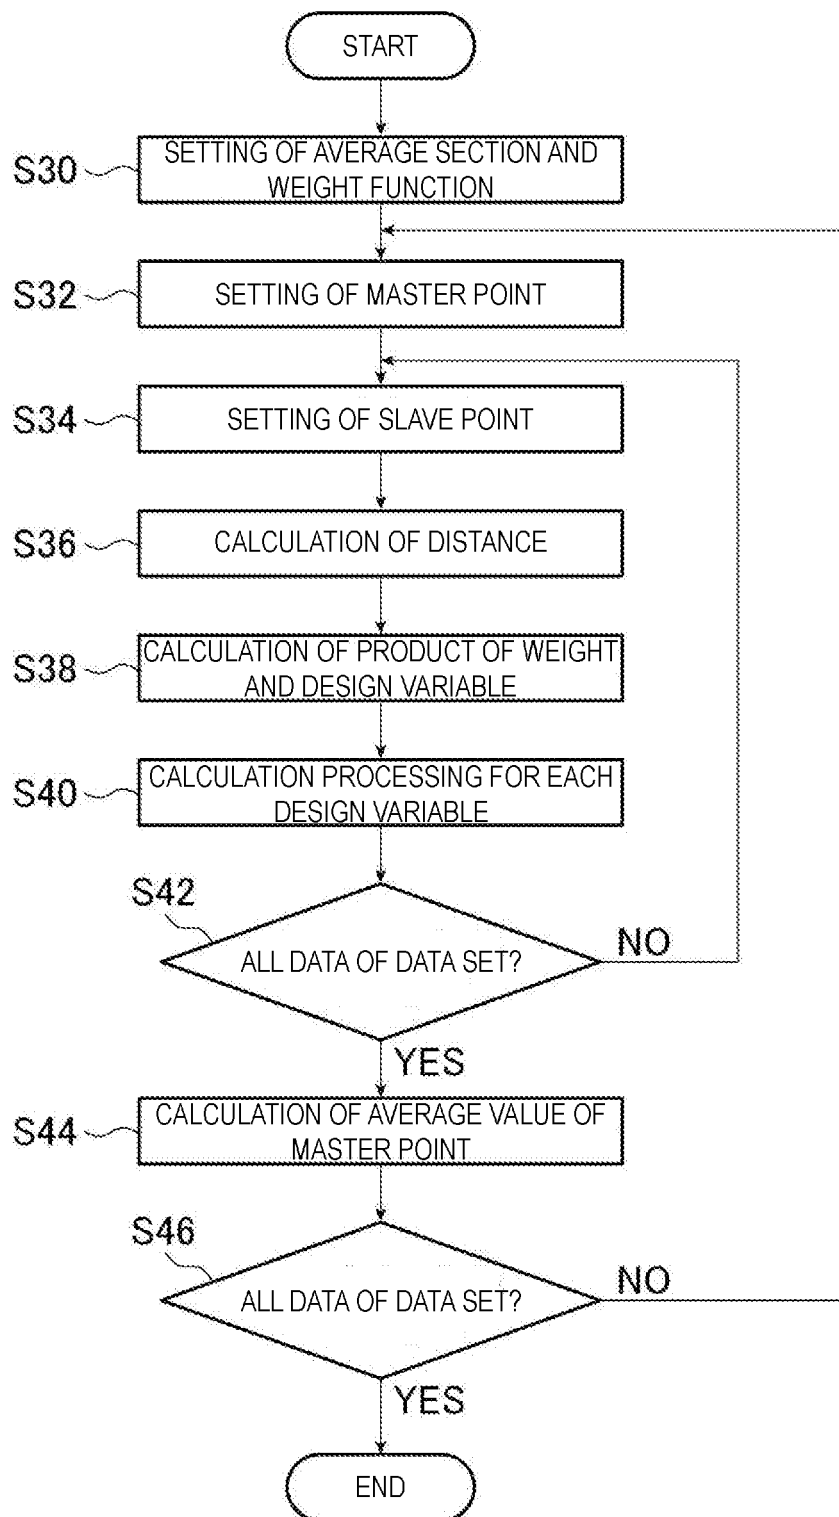 START
S30
SETTING OF AVERAGE SECTION AND
WEIGHT FUNCTION
S32
SETTING OF MASTER POINT
S34
SETTING OF SLAVE POINT
S36
CALCULATION OF DISTANCE
S38
CALCULATION OF PRODUCT OF WEIGHT
AND DESIGN VARIABLE
S40
CALCULATION PROCESSING FOR EACH
DESIGN VARIABLE
S42
ALL DATA OF DATA SET?
NO
YES
S44
CALCULATION OF AVERAGE VALUE OF
MASTER POINT
S46
ALL DATA OF DATA SET?
NO
YES
END